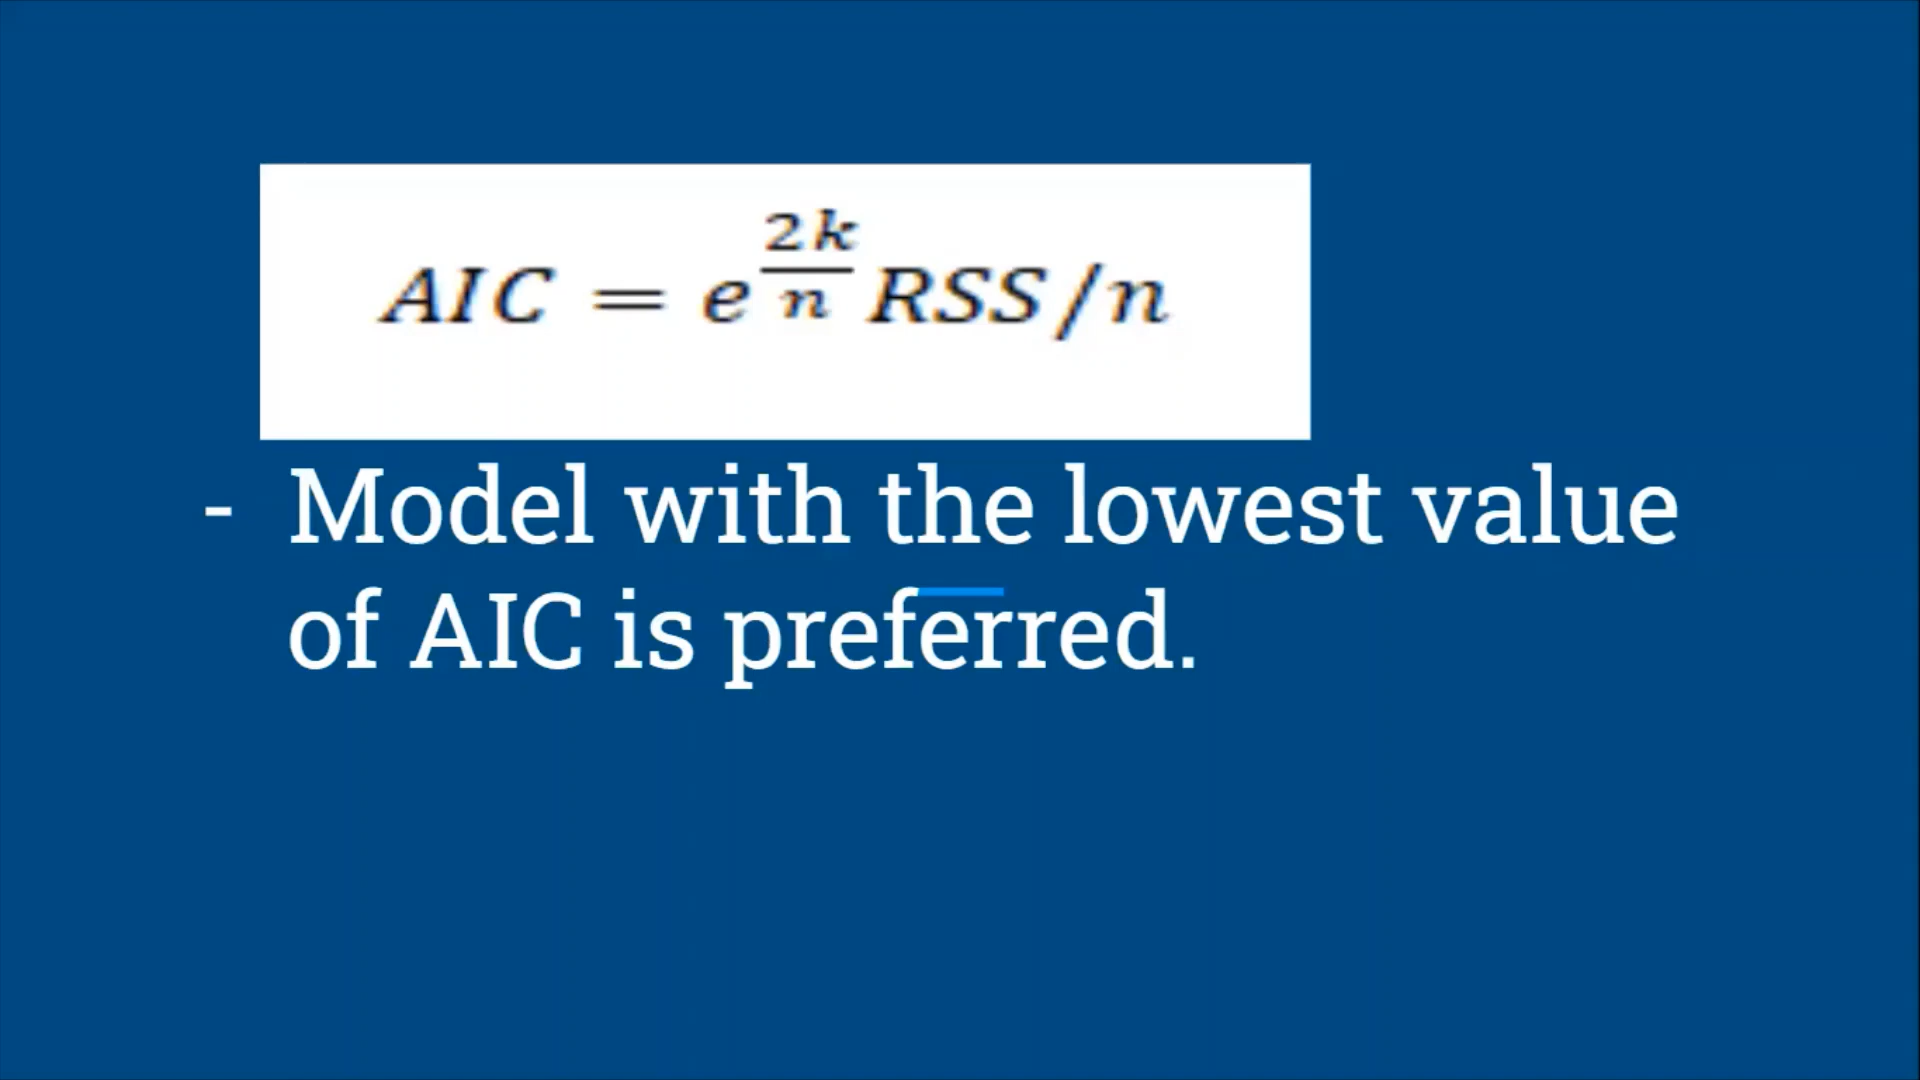 AIC = e^{2k/n} RSS/n
- Model with the lowest value
of AIC is preferred.